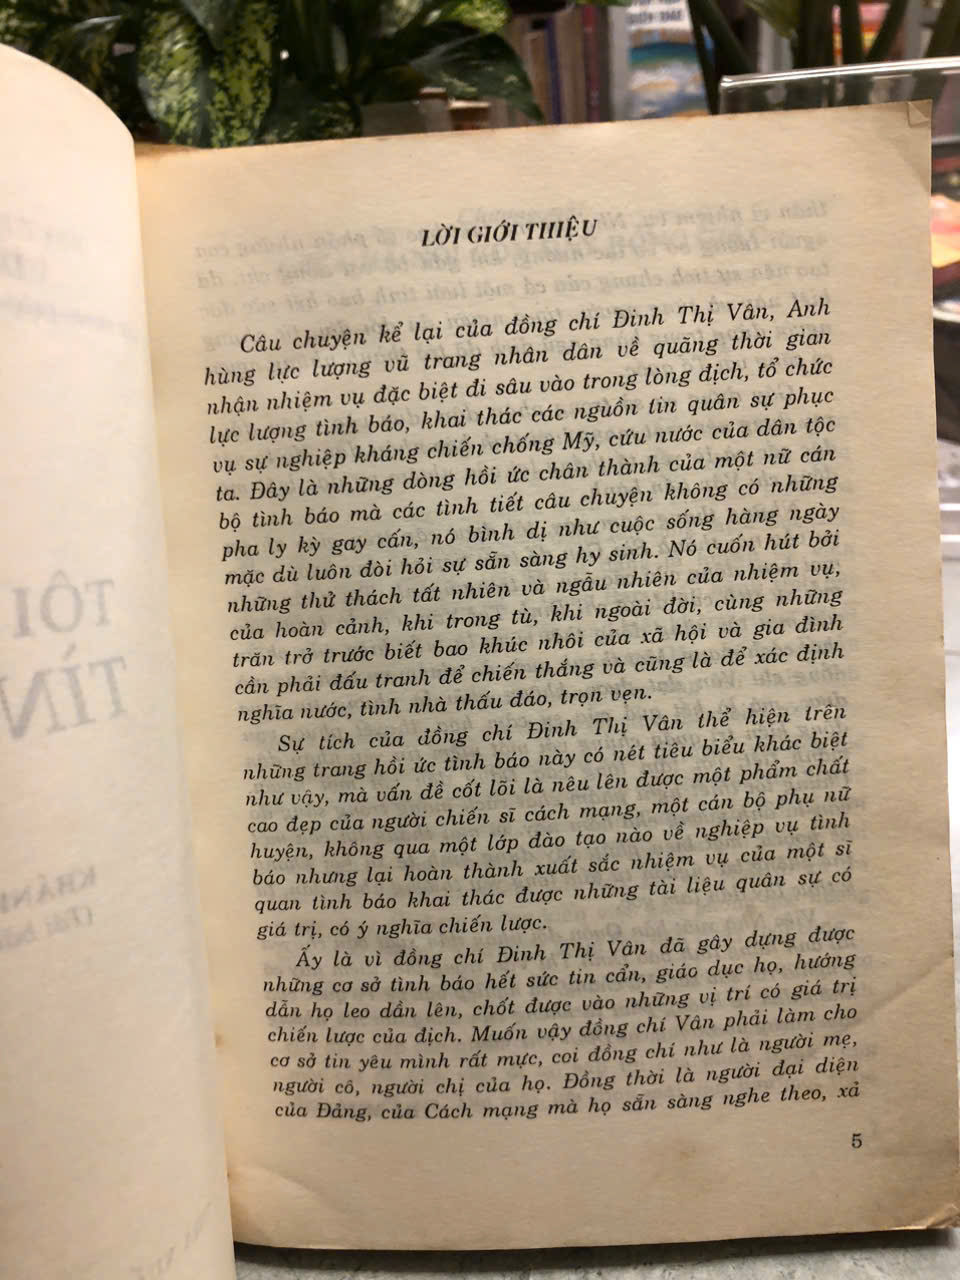 LỜI GIỚI THIỆU
Câu chuyện kể lại của đồng chí Đinh Thị Vân, Anh
hùng lực lượng vũ trang nhân dân về quãng thời gian
nhận nhiệm vụ đặc biệt đi sâu vào trong lòng địch, tổ chức
lực lượng tình báo, khai thác các nguồn tin quân sự phục
vụ sự nghiệp kháng chiến chống Mỹ, cứu nước của dân tộc
ta. Đây là những dòng hồi ức chân thành của một nữ cán
bộ tình báo mà các tình tiết câu chuyện không có những
pha ly kỳ gay cấn, nó bình dị như cuộc sống hàng ngày
mặc dù luôn đòi hỏi sự sẵn sàng hy sinh. Nó cuốn hút bởi
những thử thách tất nhiên và ngẫu nhiên của nhiệm vụ,
của hoàn cảnh, khi trong tù, khi ngoài đời, cùng những
trăn trở trước biết bao khúc nhôi của xã hội và gia đình
cần phải đấu tranh để chiến thắng và cũng là để xác định
nghĩa nước, tình nhà thấu đáo, trọn vẹn.
Sự tích của đồng chí Đinh Thị Vân thể hiện trên
những trang hồi ức tình báo này có nét tiêu biểu khác biệt
như vậy, mà vấn đề cốt lõi là nêu lên được một phẩm chất
cao đẹp của người chiến sĩ cách mạng, một cán bộ phụ nữ
huyện, không qua một lớp đào tạo nào về nghiệp vụ tình
báo nhưng lại hoàn thành xuất sắc nhiệm vụ của một sĩ
quan tình báo khai thác được những tài liệu quân sự có
giá trị, có ý nghĩa chiến lược.
Ấy là vì đồng chí Đinh Thị Vân đã gây dựng được
những cơ sở tình báo hết sức tin cẩn, giáo dục họ, hướng
dẫn họ leo dần lên, chốt được vào những vị trí có giá trị
chiến lược của địch. Muốn vậy đồng chí Vân phải làm cho
cơ sở tin yêu mình rất mực, coi đồng chí như là người mẹ,
người cô, người chị của họ. Đồng thời là người đại diện
của Đảng, của Cách mạng mà họ sẵn sàng nghe theo, xả
5